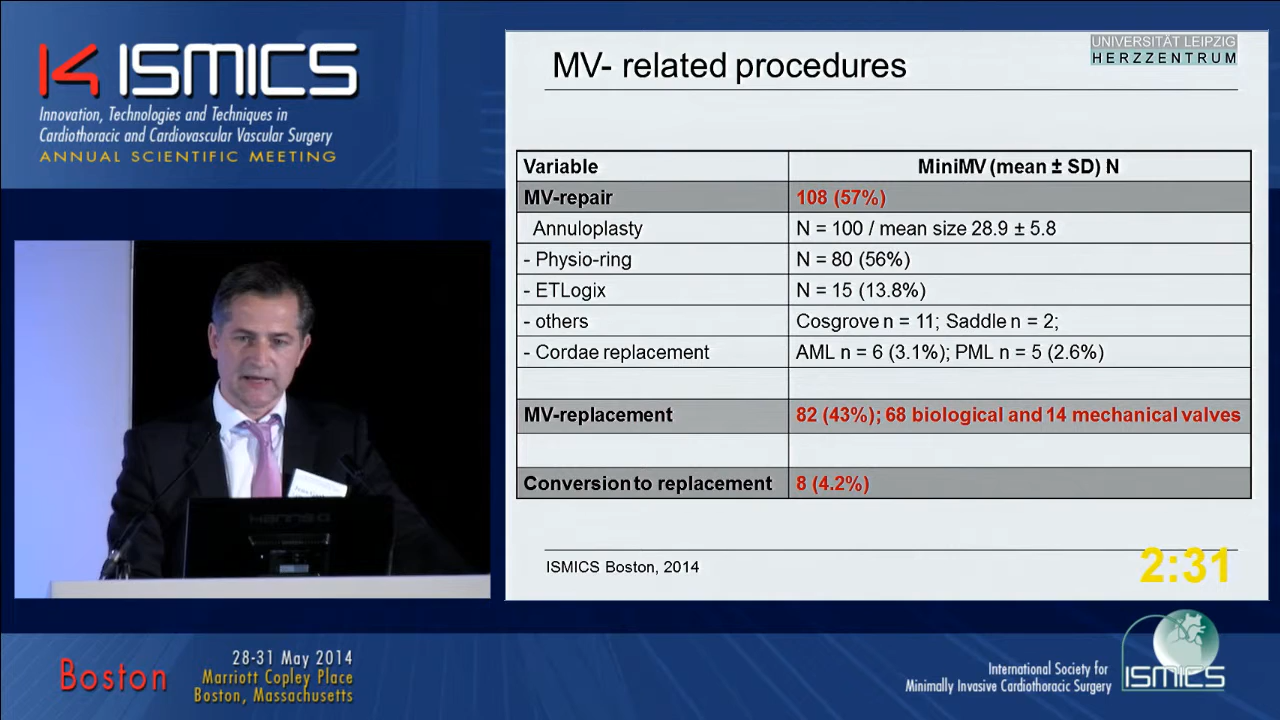 14 ISMICS
Innovation, Technologies and Techniques in
Cardiothoracic and Cardiovascular Vascular Surgery
ANNUAL SCIENTIFIC MEETING
UNIVERSITÄT LEIPZIG
HERZZENTRUM
MV- related procedures
Variable MiniMV (mean ± SD) N
MV-repair 108 (57%)
Annuloplasty N = 100 / mean size 28.9 ± 5.8
- Physio-ring N = 80 (56%)
- ETLogix N = 15 (13.8%)
- others Cosgrove n = 11; Saddle n = 2;
- Cordae replacement AML n = 6 (3.1%); PML n = 5 (2.6%)
MV-replacement 82 (43%); 68 biological and 14 mechanical valves
Conversion to replacement 8 (4.2%)
ISMICS Boston, 2014
2:31
Boston
28-31 May 2014
Marriott Copley Place
Boston, Massachusetts
International Society for
Minimally Invasive Cardiothoracic Surgery
ISMICS